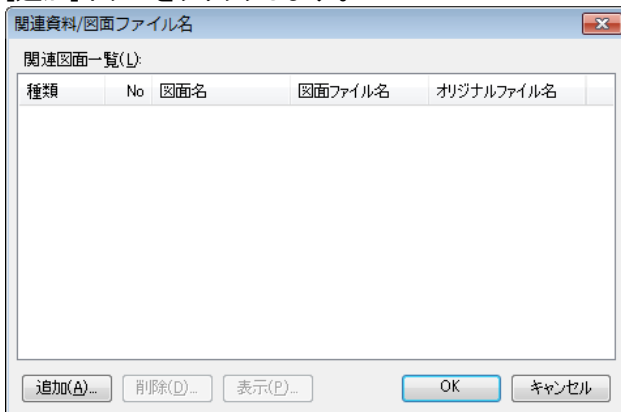 関連資料/図面ファイル名
関連図面一覧(L):
種類 No 図面名 図面ファイル名 オリジナルファイル名
追加(A)... 削除(D)... 表示(P)... OK キャンセル